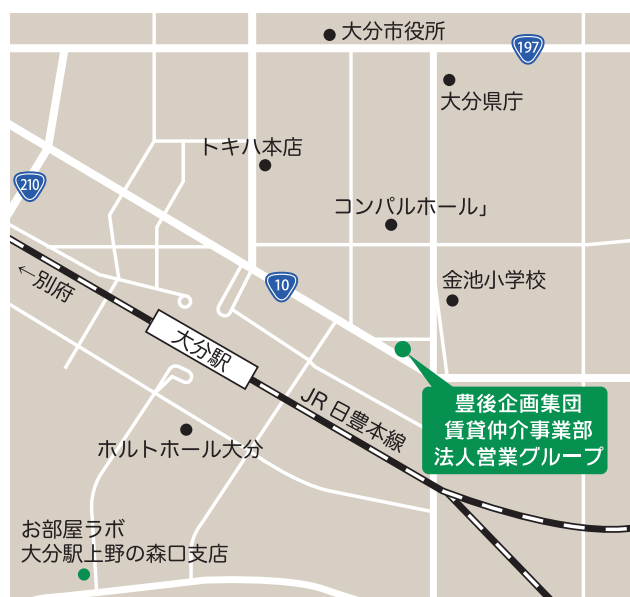 大分市役所
197
大分県庁
トキハ本店
210
コンパルホール」
←別府
10
金池小学校
大分駅
JR日豊本線
豊後企画集団
賃貸仲介事業部
法人営業グループ
ホルトホール大分
お部屋ラボ
大分駅上野の森口支店